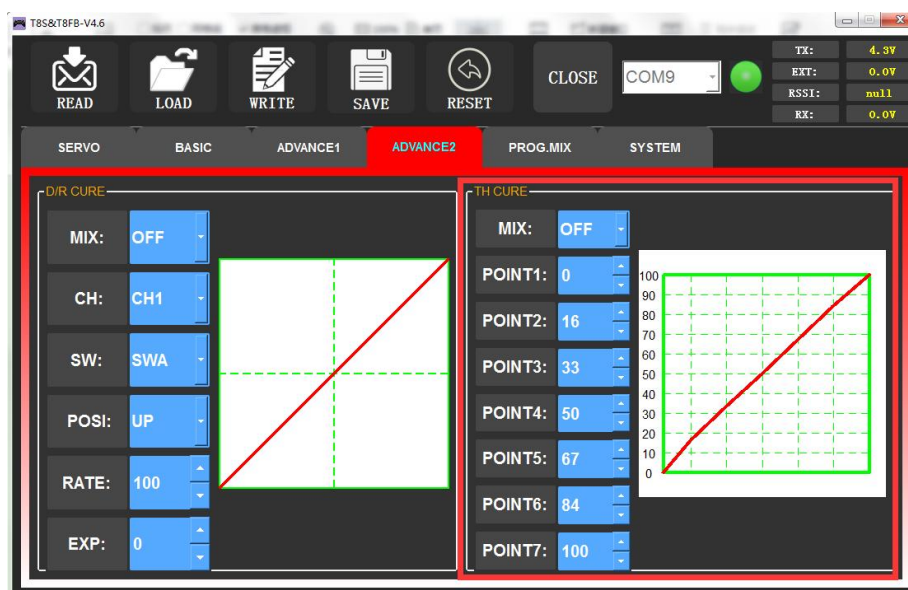 T8S&T8FB-V4.6
READ
LOAD
WRITE
SAVE
RESET
CLOSE
COM9
TX: 4.3V
EXT: 0.0V
RSSI: null
RX: 0.0V
SERVO
BASIC
ADVANCE1
ADVANCE2
PROG.MIX
SYSTEM
D/R CURE
MIX: OFF
CH: CH1
SW: SWA
POSI: UP
RATE: 100
EXP: 0
TH CURE
MIX: OFF
POINT1: 0
POINT2: 16
POINT3: 33
POINT4: 50
POINT5: 67
POINT6: 84
POINT7: 100
100
90
80
70
60
50
40
30
20
10
0